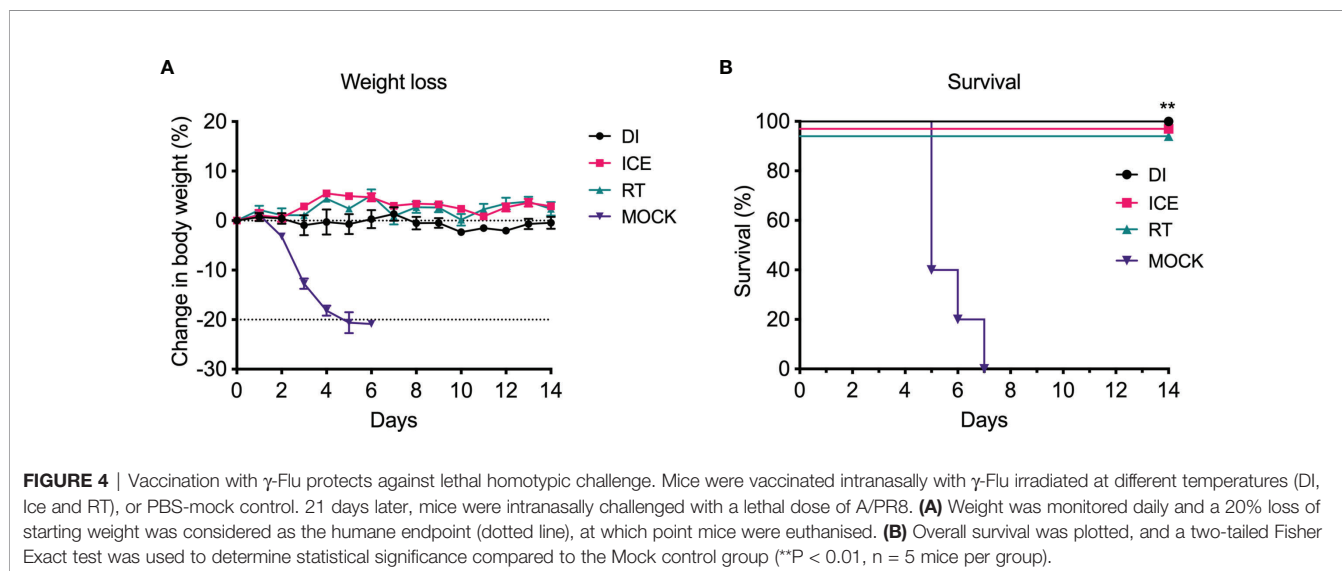 A
Weight loss
Change in body weight (%)
20
10
0
-10
-20
-30
0 2 4 6 8 10 12 14
Days
DI
ICE
RT
MOCK
B
Survival
**
Survival (%)
100
80
60
40
20
0
0 2 4 6 8 10 12 14
Days
DI
ICE
RT
MOCK
FIGURE 4 | Vaccination with γ-Flu protects against lethal homotypic challenge. Mice were vaccinated intranasally with γ-Flu irradiated at different temperatures (DI,
Ice and RT), or PBS-mock control. 21 days later, mice were intranasally challenged with a lethal dose of A/PR8. (A) Weight was monitored daily and a 20% loss of
starting weight was considered as the humane endpoint (dotted line), at which point mice were euthanised. (B) Overall survival was plotted, and a two-tailed Fisher
Exact test was used to determine statistical significance compared to the Mock control group (**P < 0.01, n = 5 mice per group).